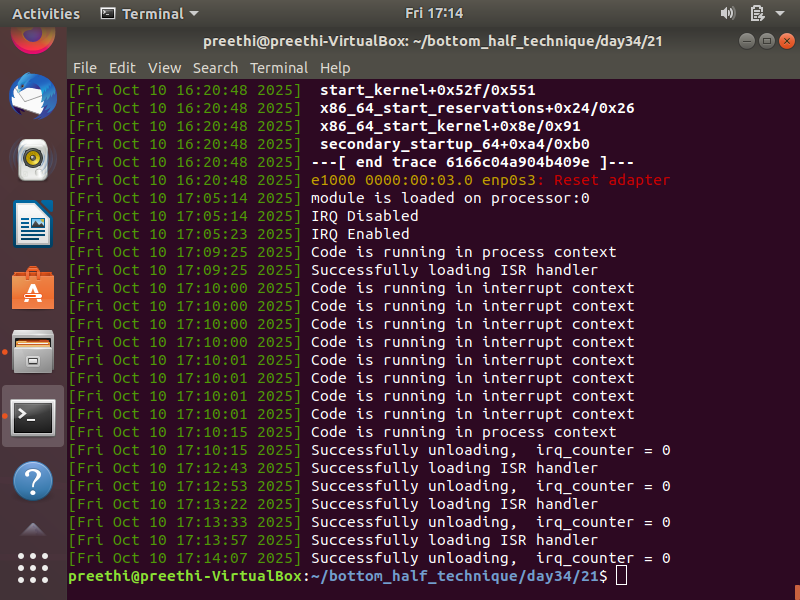 Activities Terminal Fri 17:14
preethi@preethi-VirtualBox: ~/bottom_half_technique/day34/21
File Edit View Search Terminal Help
[Fri Oct 10 16:20:48 2025]  start_kernel+0x52f/0x551
[Fri Oct 10 16:20:48 2025]  x86_64_start_reservations+0x24/0x26
[Fri Oct 10 16:20:48 2025]  x86_64_start_kernel+0x8e/0x91
[Fri Oct 10 16:20:48 2025]  secondary_startup_64+0xa4/0xb0
[Fri Oct 10 16:20:48 2025] ---[ end trace 6166c04a904b409e ]---
[Fri Oct 10 16:20:48 2025] e1000 0000:00:03.0 enp0s3: Reset adapter
[Fri Oct 10 17:05:14 2025] module is loaded on processor:0
[Fri Oct 10 17:05:14 2025] IRQ Disabled
[Fri Oct 10 17:05:23 2025] IRQ Enabled
[Fri Oct 10 17:09:25 2025] Code is running in process context
[Fri Oct 10 17:09:25 2025] Successfully loading ISR handler
[Fri Oct 10 17:10:00 2025] Code is running in interrupt context
[Fri Oct 10 17:10:00 2025] Code is running in interrupt context
[Fri Oct 10 17:10:00 2025] Code is running in interrupt context
[Fri Oct 10 17:10:00 2025] Code is running in interrupt context
[Fri Oct 10 17:10:01 2025] Code is running in interrupt context
[Fri Oct 10 17:10:01 2025] Code is running in interrupt context
[Fri Oct 10 17:10:01 2025] Code is running in interrupt context
[Fri Oct 10 17:10:01 2025] Code is running in interrupt context
[Fri Oct 10 17:10:15 2025] Code is running in process context
[Fri Oct 10 17:10:15 2025] Successfully unloading,  irq_counter = 0
[Fri Oct 10 17:12:43 2025] Successfully loading ISR handler
[Fri Oct 10 17:12:53 2025] Successfully unloading,  irq_counter = 0
[Fri Oct 10 17:13:22 2025] Successfully loading ISR handler
[Fri Oct 10 17:13:33 2025] Successfully unloading,  irq_counter = 0
[Fri Oct 10 17:13:57 2025] Successfully loading ISR handler
[Fri Oct 10 17:14:07 2025] Successfully unloading,  irq_counter = 0
preethi@preethi-VirtualBox:~/bottom_half_technique/day34/21$